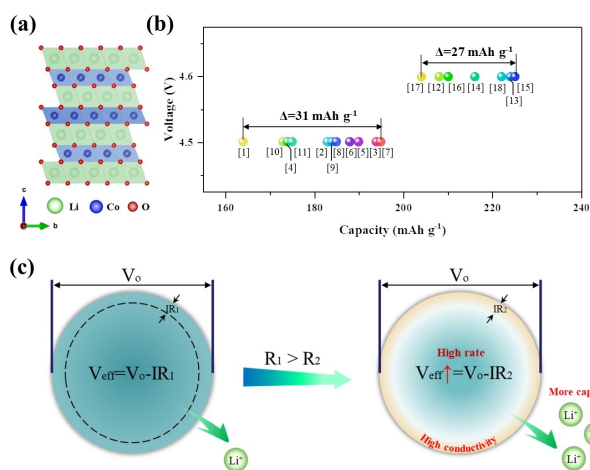 (a)
c
b
Li
Co
O
(b)
Voltage (V)
4.6
4.5
Δ=27 mAh g-1
[17]
[12]
[16]
[14]
[18]
[15]
[13]
Δ=31 mAh g-1
[1]
[10]
[11]
[4]
[2]
[8]
[6]
[5]
[3]
[7]
[9]
160
180
200
220
240
Capacity (mAh g-1)
(c)
Vo
IR1
Veff=Vo-IR1
Li+
R1 > R2
Vo
IR2
High rate
Veff↑=Vo-IR2
High conductivity
More cap
Li+
Li+